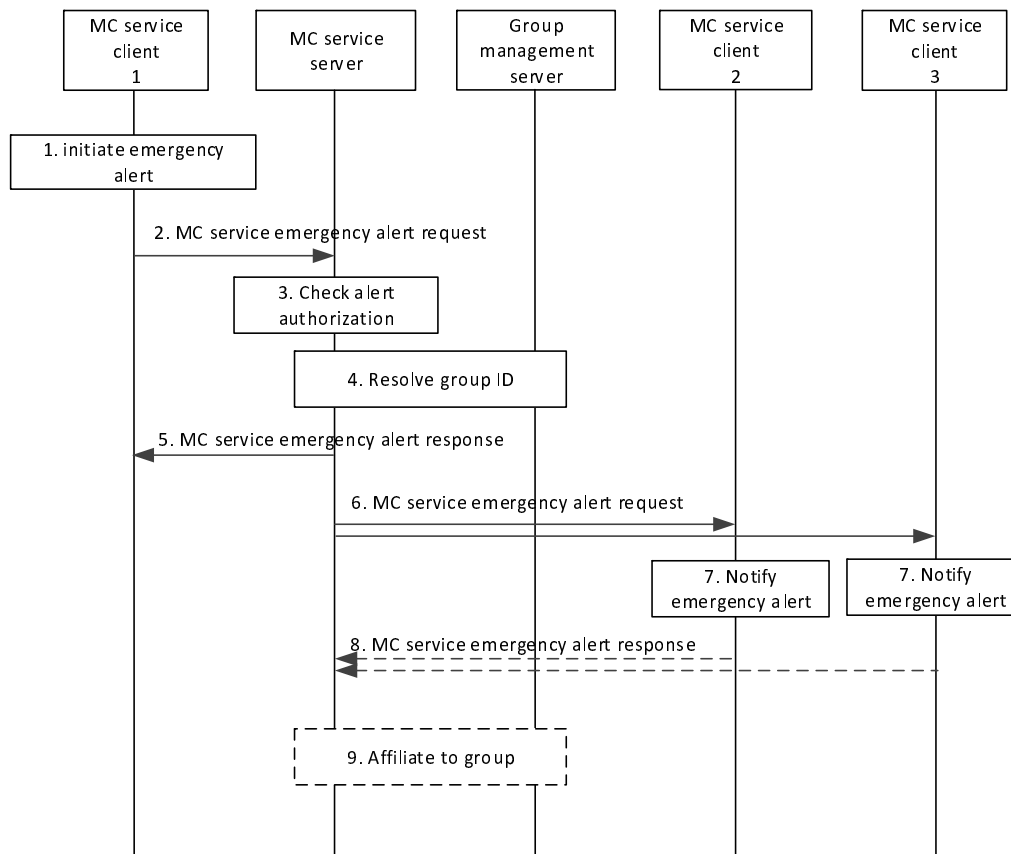 MC service
client
1
MC service
server
Group
management
server
MC service
client
2
MC service
client
3
1. initiate emergency
alert
2. MC service emergency alert request
3. Check alert
authorization
4. Resolve group ID
5. MC service emergency alert response
6. MC service emergency alert request
7. Notify
emergency alert
7. Notify
emergency alert
8. MC service emergency alert response
9. Affiliate to group